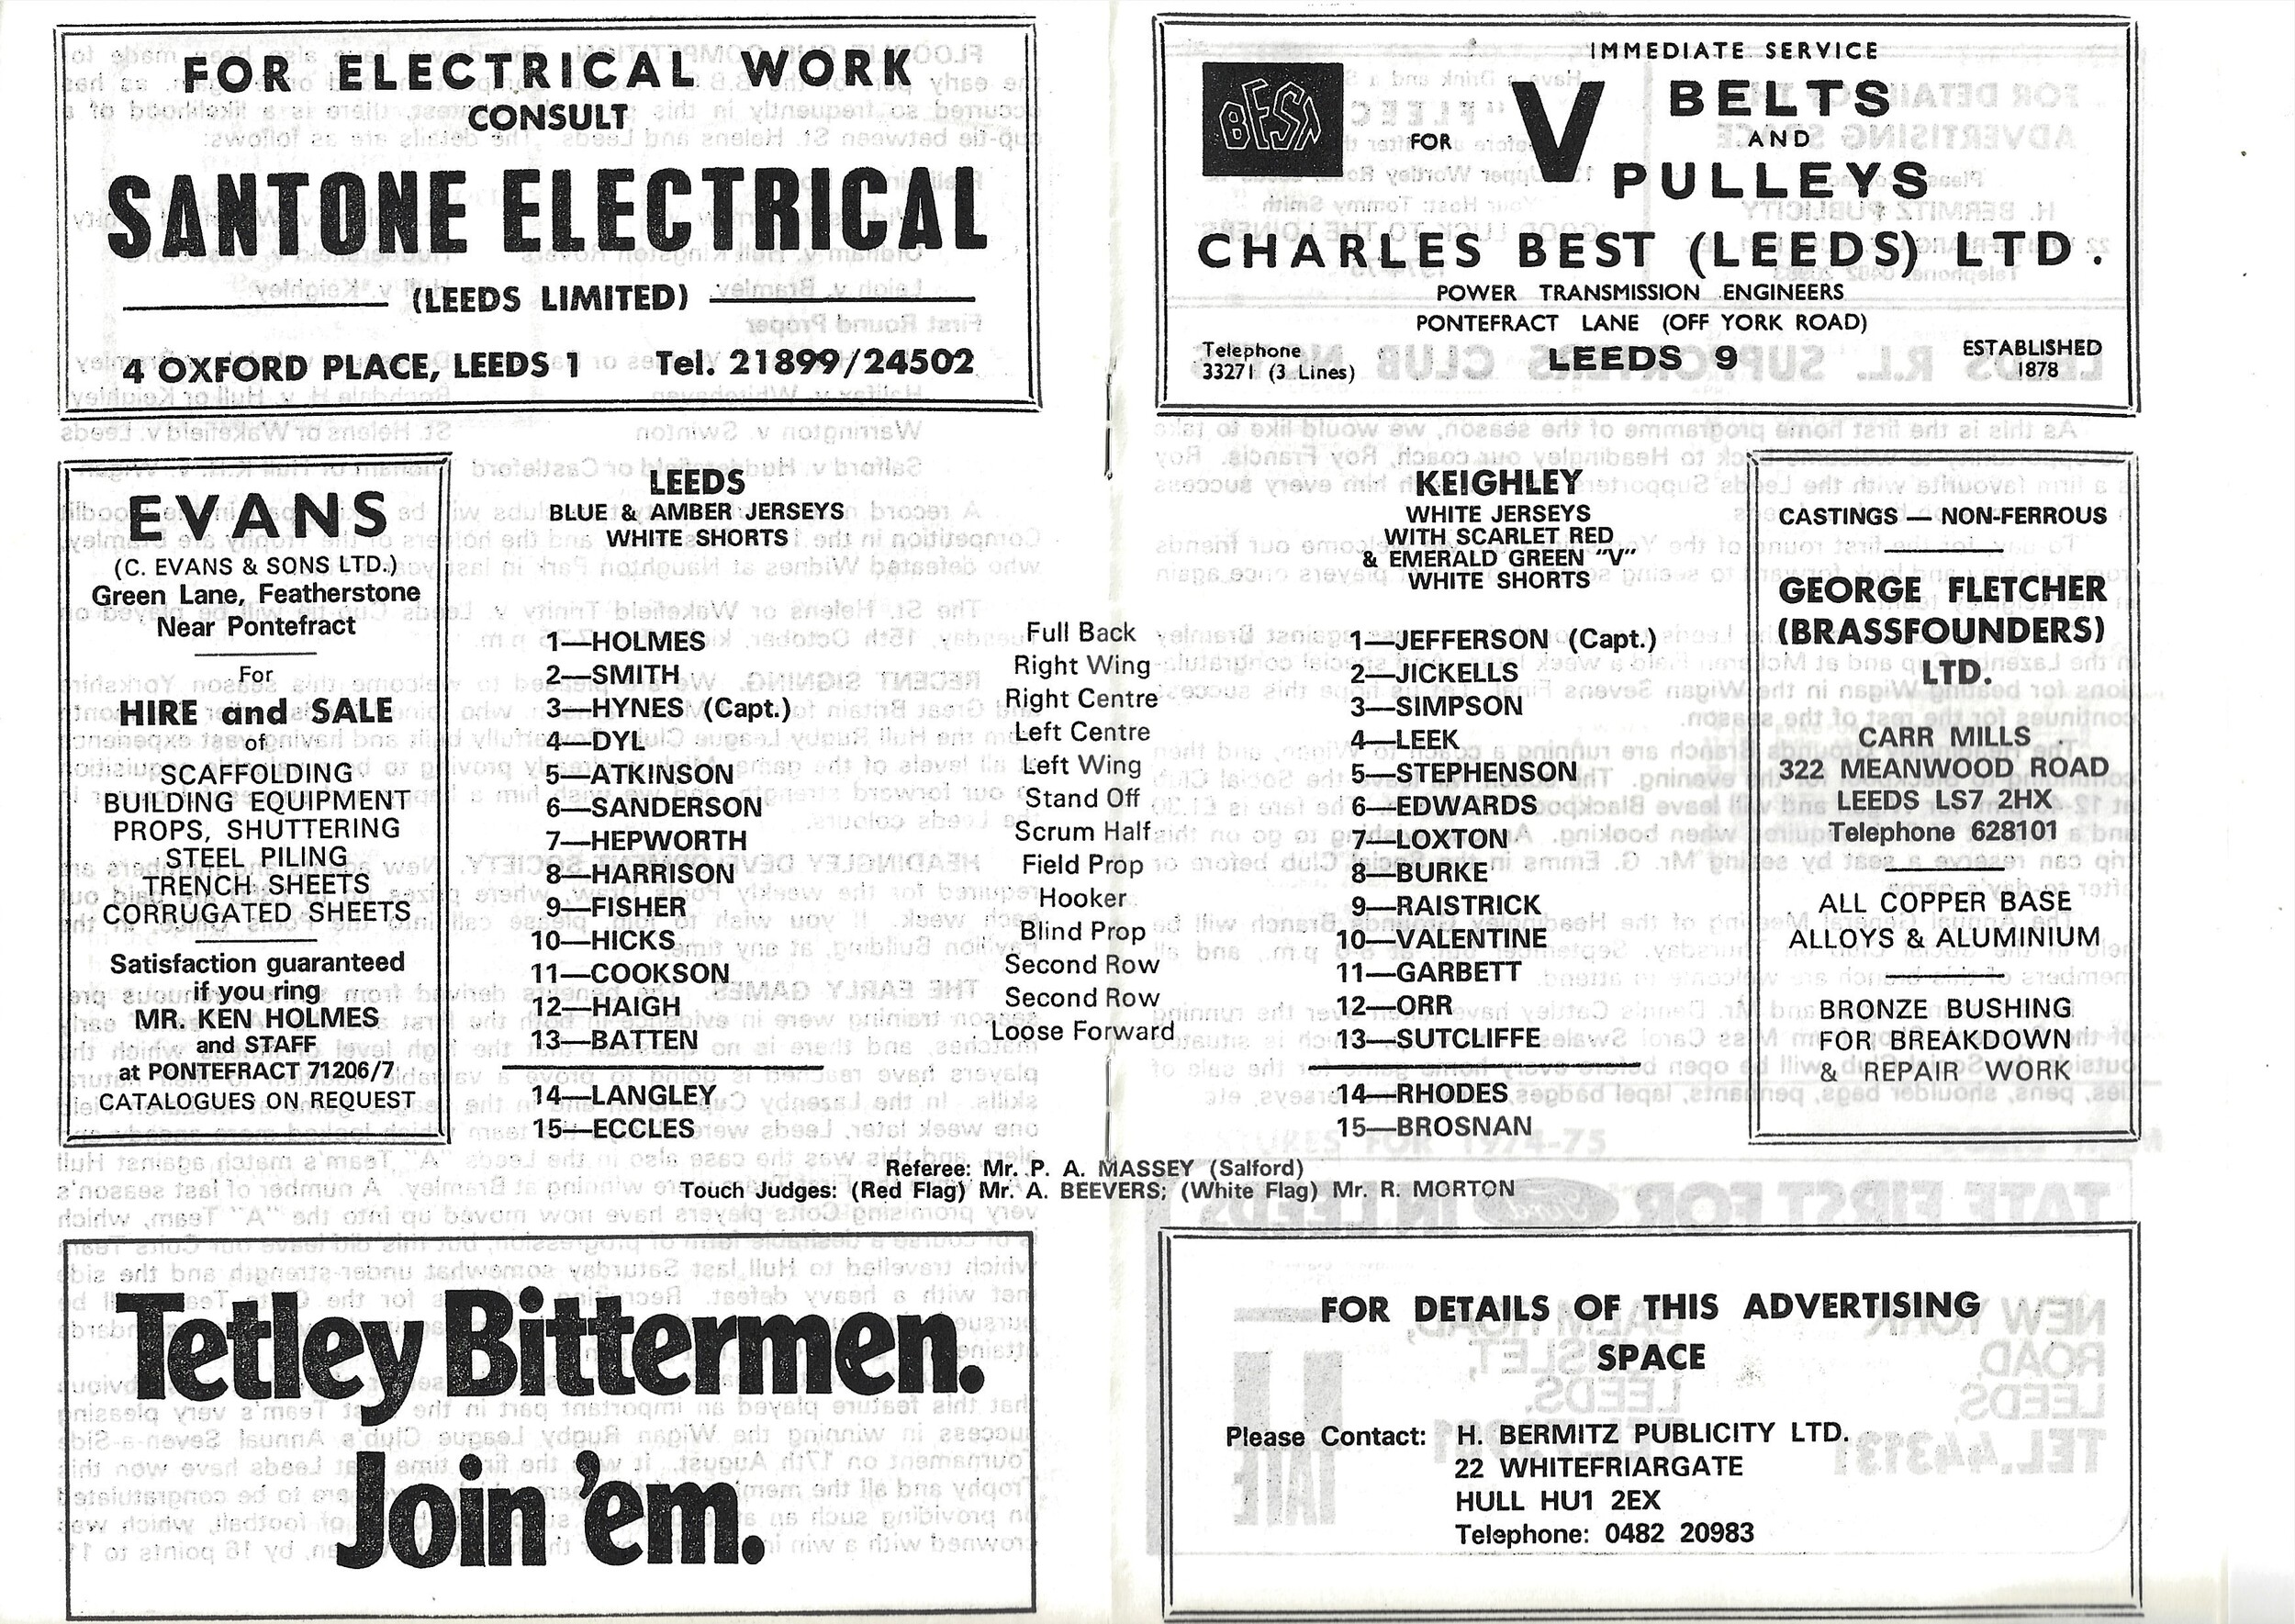 FOR ELECTRICAL WORK
CONSULT
SANTONE ELECTRICAL
(LEEDS LIMITED)
4 OXFORD PLACE, LEEDS 1 Tel. 21899/24502
BESA
IMMEDIATE SERVICE
FOR V BELTS
AND
PULLEYS
CHARLES BEST (LEEDS) LTD.
POWER TRANSMISSION ENGINEERS
PONTEFRACT LANE (OFF YORK ROAD)
Telephone
33271 (3 Lines)
LEEDS 9
ESTABLISHED
1878
EVANS
(C. EVANS & SONS LTD.)
Green Lane, Featherstone
Near Pontefract
For
HIRE and SALE
of
SCAFFOLDING
BUILDING EQUIPMENT
PROPS, SHUTTERING
STEEL PILING
TRENCH SHEETS
CORRUGATED SHEETS
Satisfaction guaranteed
if you ring
MR. KEN HOLMES
and STAFF
at PONTEFRACT 71206/7
CATALOGUES ON REQUEST
LEEDS
BLUE & AMBER JERSEYS
WHITE SHORTS
1—HOLMES
2—SMITH
3—HYNES (Capt.)
4—DYL
5—ATKINSON
6—SANDERSON
7—HEPWORTH
8—HARRISON
9—FISHER
10—HICKS
11—COOKSON
12—HAIGH
13—BATTEN
14—LANGLEY
15—ECCLES
Full Back
Right Wing
Right Centre
Left Centre
Left Wing
Stand Off
Scrum Half
Field Prop
Hooker
Blind Prop
Second Row
Second Row
Loose Forward
KEIGHLEY
WHITE JERSEYS
WITH SCARLET RED
& EMERALD GREEN "V"
WHITE SHORTS
1—JEFFERSON (Capt.)
2—JICKELLS
3—SIMPSON
4—LEEK
5—STEPHENSON
6—EDWARDS
7—LOXTON
8—BURKE
9—RAISTRICK
10—VALENTINE
11—GARBETT
12—ORR
13—SUTCLIFFE
14—RHODES
15—BROSNAN
CASTINGS — NON-FERROUS
GEORGE FLETCHER
(BRASSFOUNDERS)
LTD.
CARR MILLS
322 MEANWOOD ROAD
LEEDS LS7 2HX
Telephone 628101
ALL COPPER BASE
ALLOYS & ALUMINIUM
BRONZE BUSHING
FOR BREAKDOWN
& REPAIR WORK
Referee: Mr. P. A. MASSEY (Salford)
Touch Judges: (Red Flag) Mr. A. BEEVERS; (White Flag) Mr. R. MORTON
Tetley Bittermen.
Join 'em.
FOR DETAILS OF THIS ADVERTISING
SPACE
Please Contact: H. BERMITZ PUBLICITY LTD.
22 WHITEFRIARGATE
HULL HU1 2EX
Telephone: 0482 20983